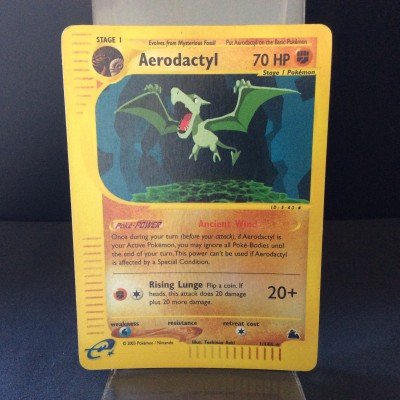 STAGE 1
Evolves from Mysterious Fossil
Put Aerodactyl on the Basic Pokémon
Aerodactyl
70 HP
Stage 1 Pokémon
Poké-POWER
Ancient Wind
Once during your turn (before your attack), if Aerodactyl is
your Active Pokémon, you may ignore all Poké-Bodies until
the end of your turn. This power can't be used if Aerodactyl
is affected by a Special Condition.
Rising Lunge Flip a coin. If
heads, this attack does 20 damage
plus 20 more damage.
20+
weakness
resistance
retreat cost
e
© 2003 Pokémon / Nintendo
Illus.